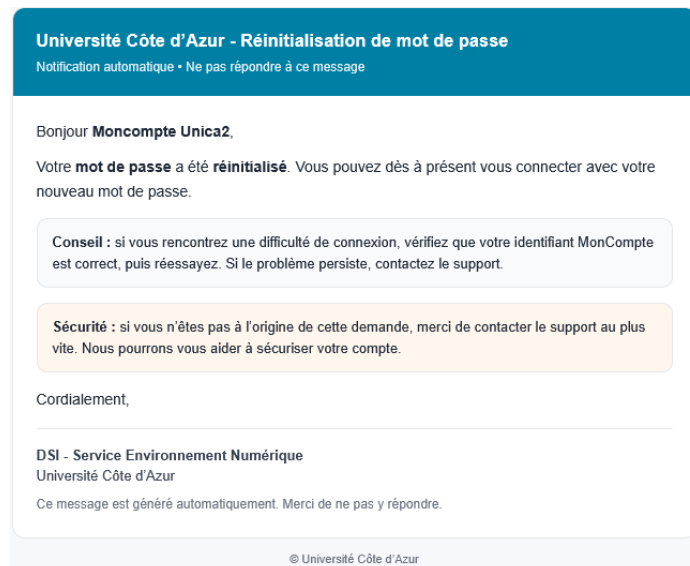 Université Côte d’Azur - Réinitialisation de mot de passe
Notification automatique • Ne pas répondre à ce message
Bonjour Moncompte Unica2,
Votre mot de passe a été réinitialisé. Vous pouvez dès à présent vous connecter avec votre
nouveau mot de passe.
Conseil : si vous rencontrez une difficulté de connexion, vérifiez que votre identifiant MonCompte
est correct, puis réessayez. Si le problème persiste, contactez le support.
Sécurité : si vous n’êtes pas à l’origine de cette demande, merci de contacter le support au plus
vite. Nous pourrons vous aider à sécuriser votre compte.
Cordialement,
DSI - Service Environnement Numérique
Université Côte d’Azur
Ce message est généré automatiquement. Merci de ne pas y répondre.
© Université Côte d’Azur